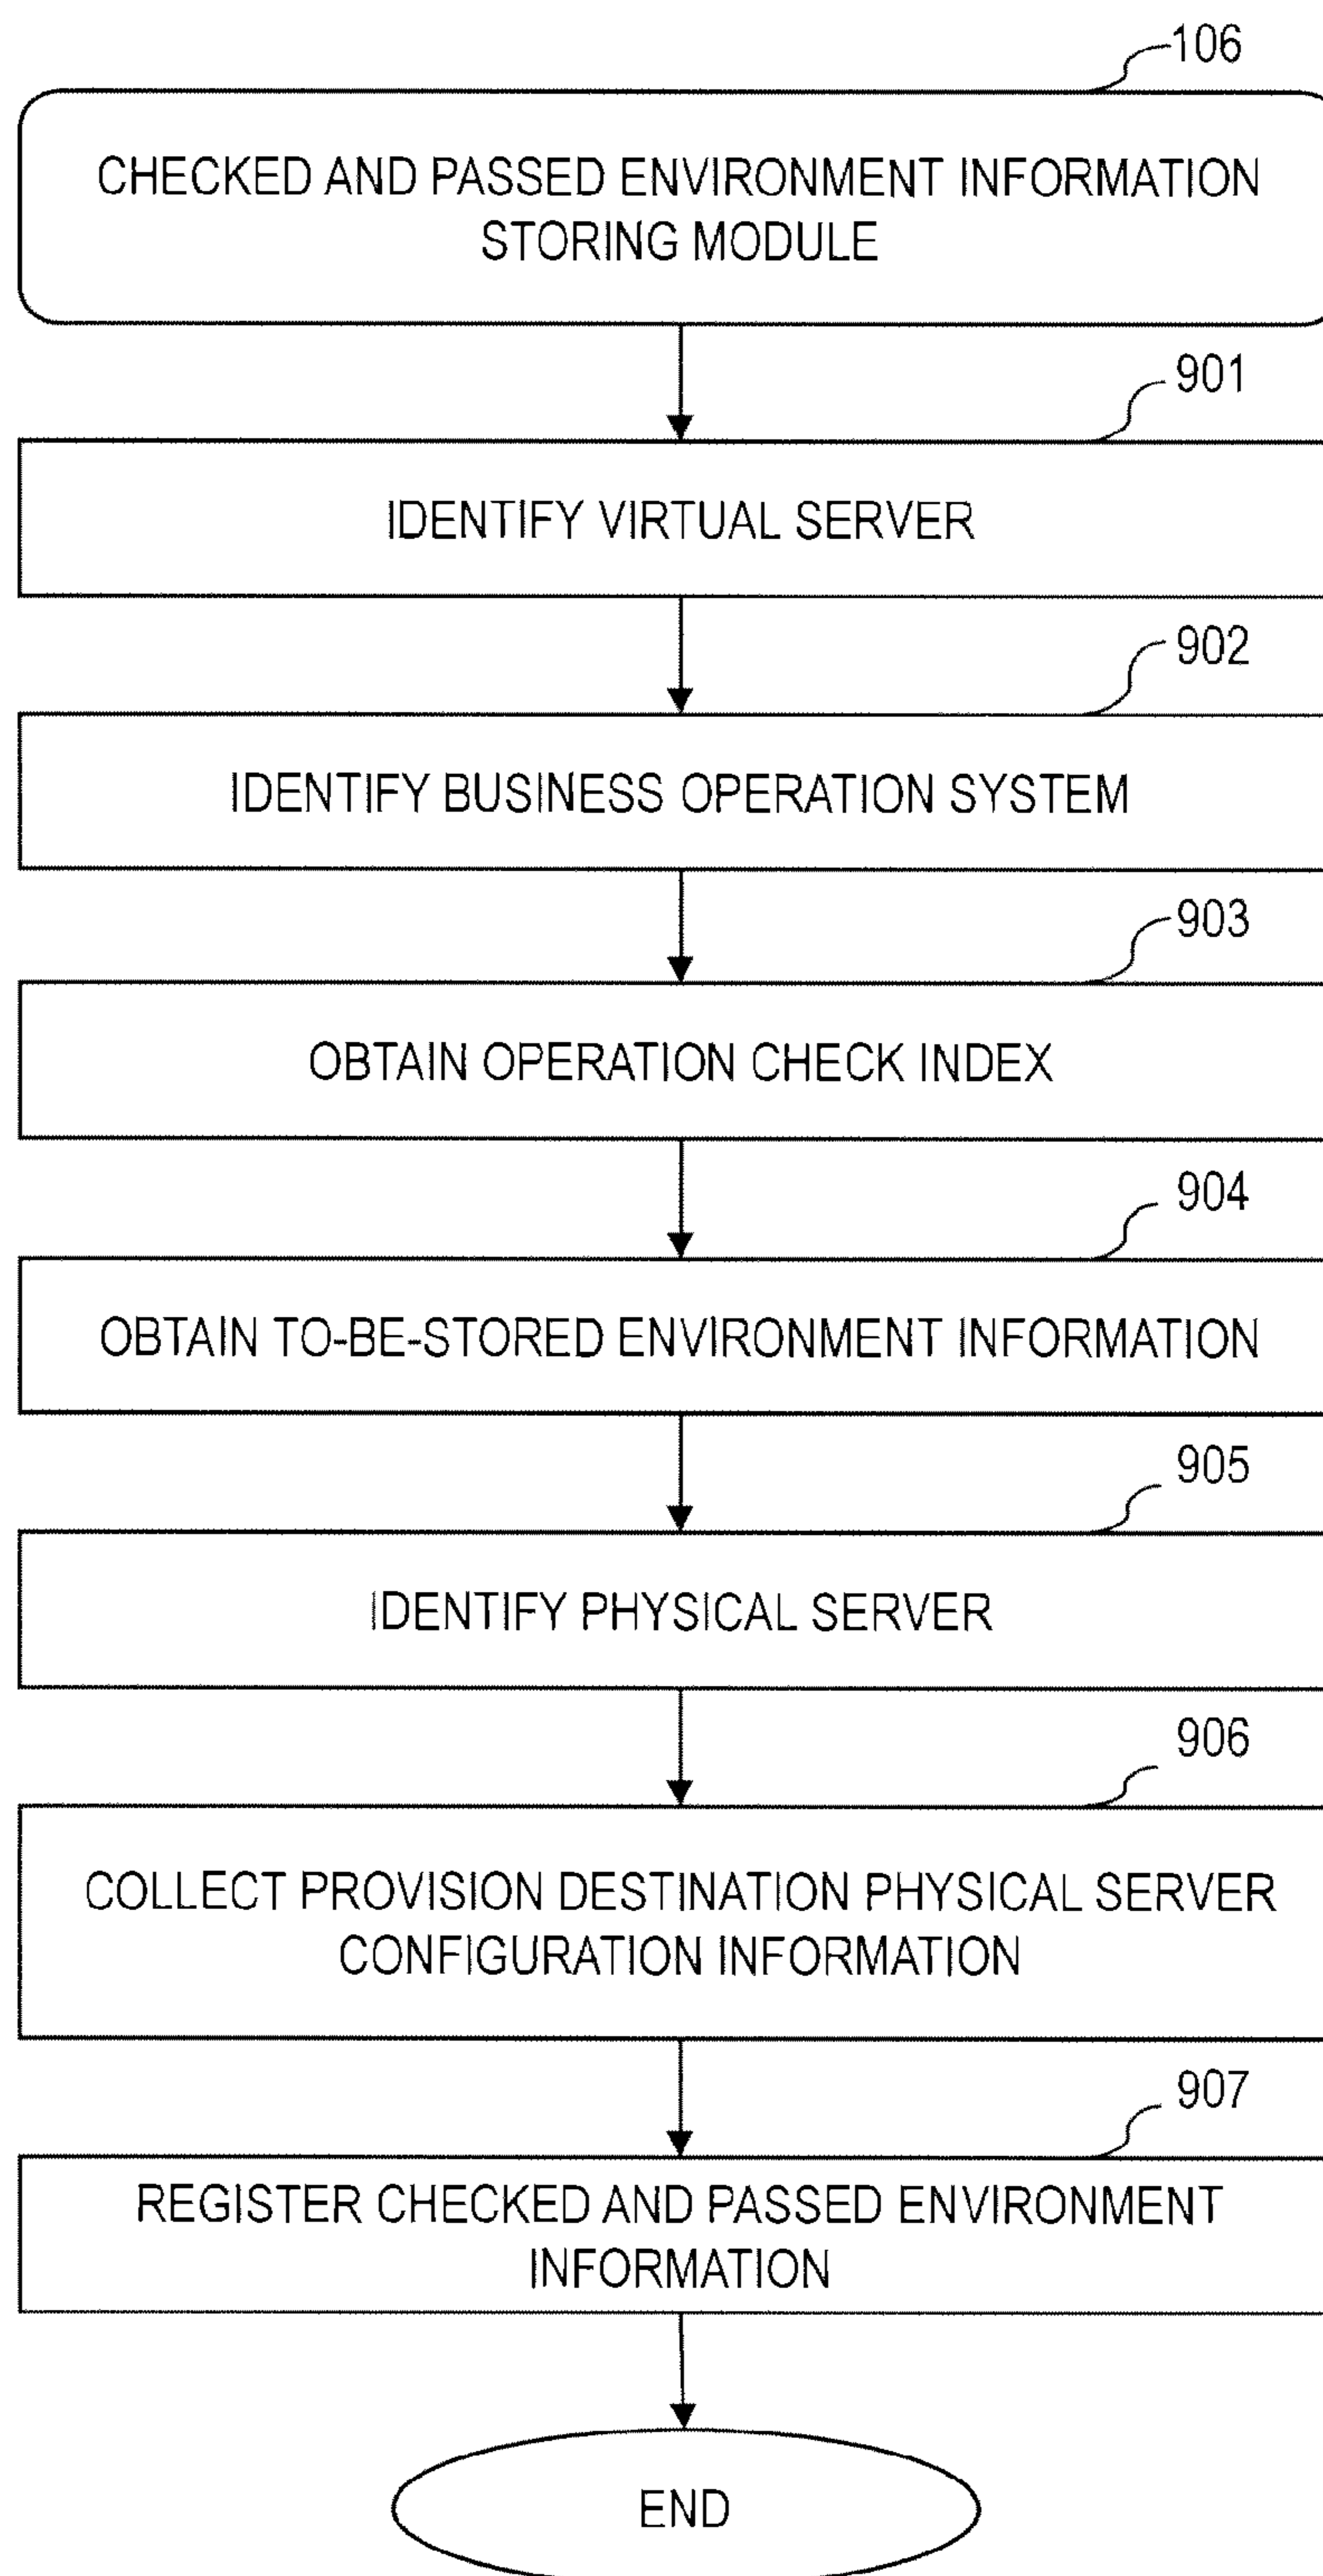 106
CHECKED AND PASSED ENVIRONMENT INFORMATION
STORING MODULE
901
IDENTIFY VIRTUAL SERVER
902
IDENTIFY BUSINESS OPERATION SYSTEM
903
OBTAIN OPERATION CHECK INDEX
904
OBTAIN TO-BE-STORED ENVIRONMENT INFORMATION
905
IDENTIFY PHYSICAL SERVER
906
COLLECT PROVISION DESTINATION PHYSICAL SERVER
CONFIGURATION INFORMATION
907
REGISTER CHECKED AND PASSED ENVIRONMENT
INFORMATION
END